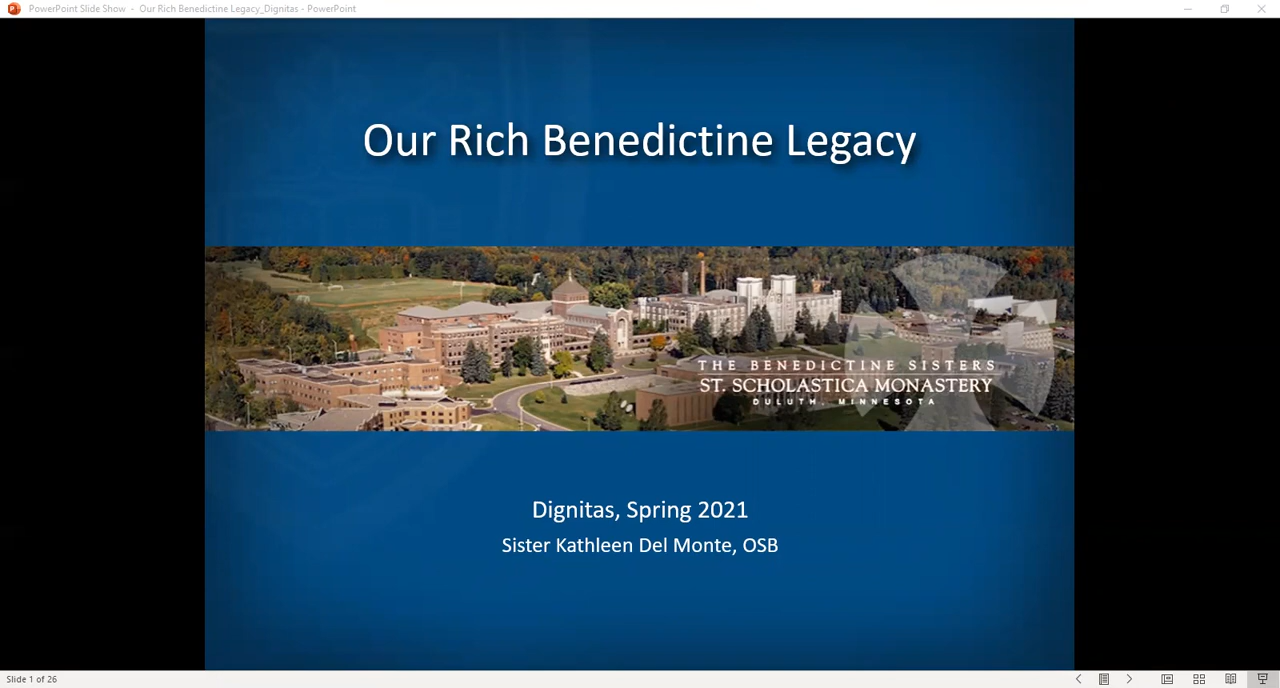 PowerPoint Slide Show - Our Rich Benedictine Legacy_Dignitas - PowerPoint
Our Rich Benedictine Legacy
THE BENEDICTINE SISTERS
ST. SCHOLASTICA MONASTERY
DULUTH, MINNESOTA
Dignitas, Spring 2021
Sister Kathleen Del Monte, OSB
Slide 1 of 26